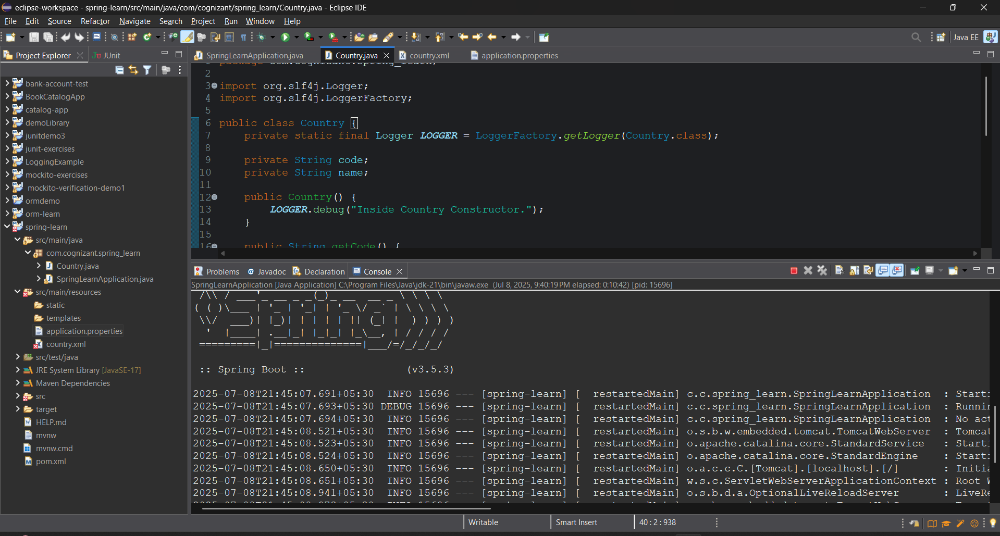 eclipse-workspace - spring-learn/src/main/java/com/cognizant/spring_learn/Country.java - Eclipse IDE
File Edit Source Refactor Navigate Search Project Run Window Help
Java EE
Project Explorer
JUnit
bank-account-test
BookCatalogApp
catalog-app
demoLibrary
junitdemo3
junit-exercises
LoggingExample
mockito-exercises
mockito-verification-demo1
ormdemo
orm-learn
spring-learn
src/main/java
com.cognizant.spring_learn
Country.java
SpringLearnApplication.java
src/main/resources
static
templates
application.properties
country.xml
src/test/java
JRE System Library [JavaSE-17]
Maven Dependencies
src
target
HELP.md
mvnw
mvnw.cmd
pom.xml
SpringLearnApplication.java Country.java country.xml application.properties
2
3 import org.slf4j.Logger;
4 import org.slf4j.LoggerFactory;
5
6 public class Country {
7 private static final Logger LOGGER = LoggerFactory.getLogger(Country.class);
8
9 private String code;
10 private String name;
11
12 public Country() {
13 LOGGER.debug("Inside Country Constructor.");
14 }
15
16 public String getCode() {
Problems Javadoc Declaration Console
SpringLearnApplication [Java Application] C:\Program Files\Java\jdk-21\bin\javaw.exe (Jul 8, 2025, 9:40:19 PM elapsed: 0:10:42) [pid: 15696]
:: Spring Boot :: (v3.5.3)
2025-07-08T21:45:07.691+05:30 INFO 15696 --- [spring-learn] [ restartedMain] c.c.spring_learn.SpringLearnApplication : Starti
2025-07-08T21:45:07.693+05:30 DEBUG 15696 --- [spring-learn] [ restartedMain] c.c.spring_learn.SpringLearnApplication : Runnin
2025-07-08T21:45:07.694+05:30 INFO 15696 --- [spring-learn] [ restartedMain] c.c.spring_learn.SpringLearnApplication : No act
2025-07-08T21:45:08.521+05:30 INFO 15696 --- [spring-learn] [ restartedMain] o.s.b.w.embedded.tomcat.TomcatWebServer : Tomcat
2025-07-08T21:45:08.523+05:30 INFO 15696 --- [spring-learn] [ restartedMain] o.apache.catalina.core.StandardService : Starti
2025-07-08T21:45:08.524+05:30 INFO 15696 --- [spring-learn] [ restartedMain] o.apache.catalina.core.StandardEngine : Starti
2025-07-08T21:45:08.650+05:30 INFO 15696 --- [spring-learn] [ restartedMain] o.a.c.c.C.[Tomcat].[localhost].[/] : Initia
2025-07-08T21:45:08.651+05:30 INFO 15696 --- [spring-learn] [ restartedMain] w.s.c.ServletWebServerApplicationContext : Root W
2025-07-08T21:45:08.941+05:30 INFO 15696 --- [spring-learn] [ restartedMain] o.s.b.d.a.OptionalLiveReloadServer : LiveRe
Writable Smart Insert 40 : 2 : 938